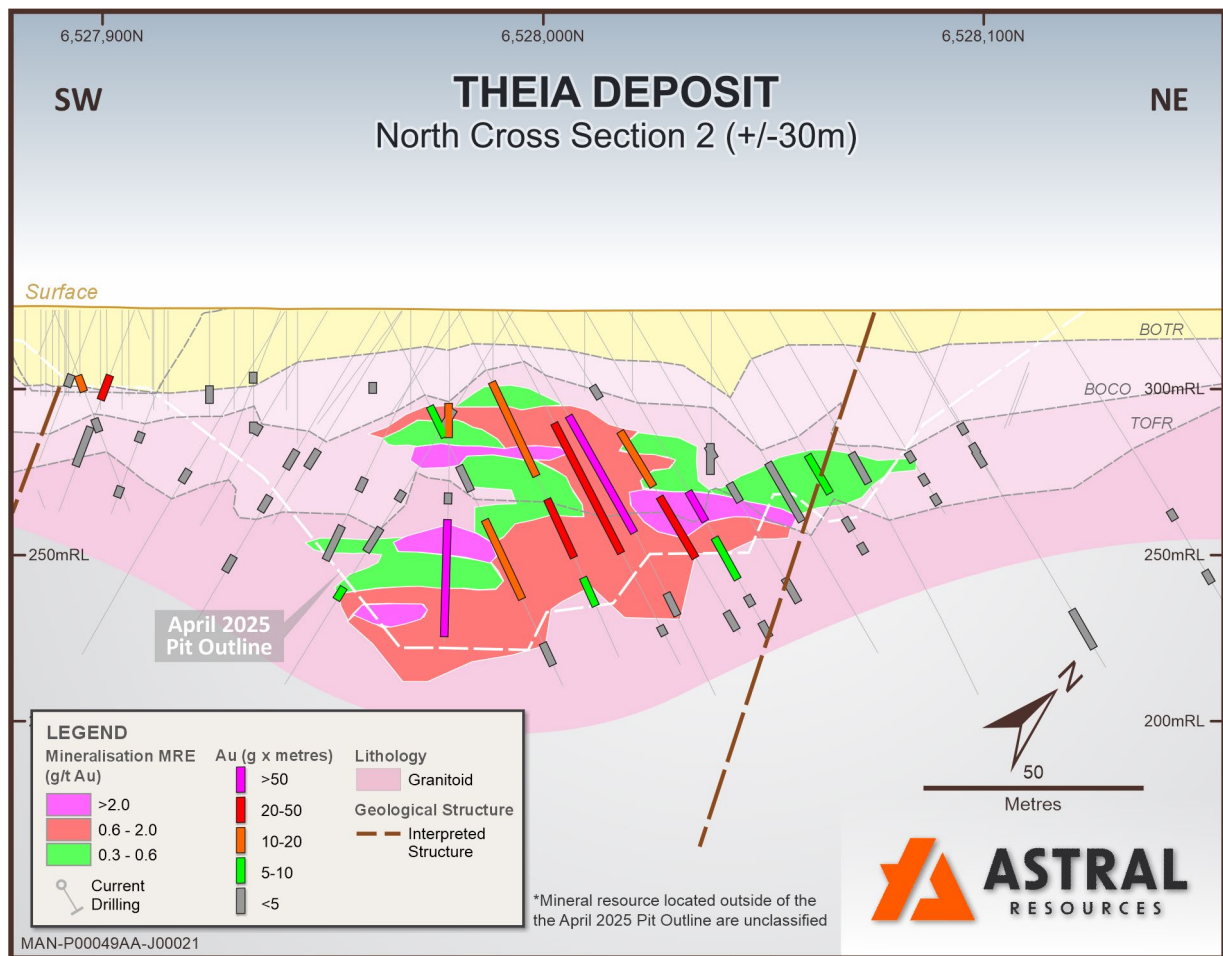 6,527,900N
6,528,000N
6,528,100N
SW
THEIA DEPOSIT
NE
North Cross Section 2 (+/-30m)
Surface
BOTR
BOCO
300mRL
TOFR
250mRL
250mRL
April 2025
Pit Outline
N
200mRL
50
Metres
LEGEND
Mineralisation MRE
(g/t Au)
>2.0
0.6 - 2.0
0.3 - 0.6
Current
Drilling
Au (g x metres)
>50
20-50
10-20
5-10
<5
Lithology
Granitoid
Geological Structure
Interpreted
Structure
*Mineral resource located outside of the
the April 2025 Pit Outline are unclassified
ASTRAL
RESOURCES
MAN-P00049AA-J00021